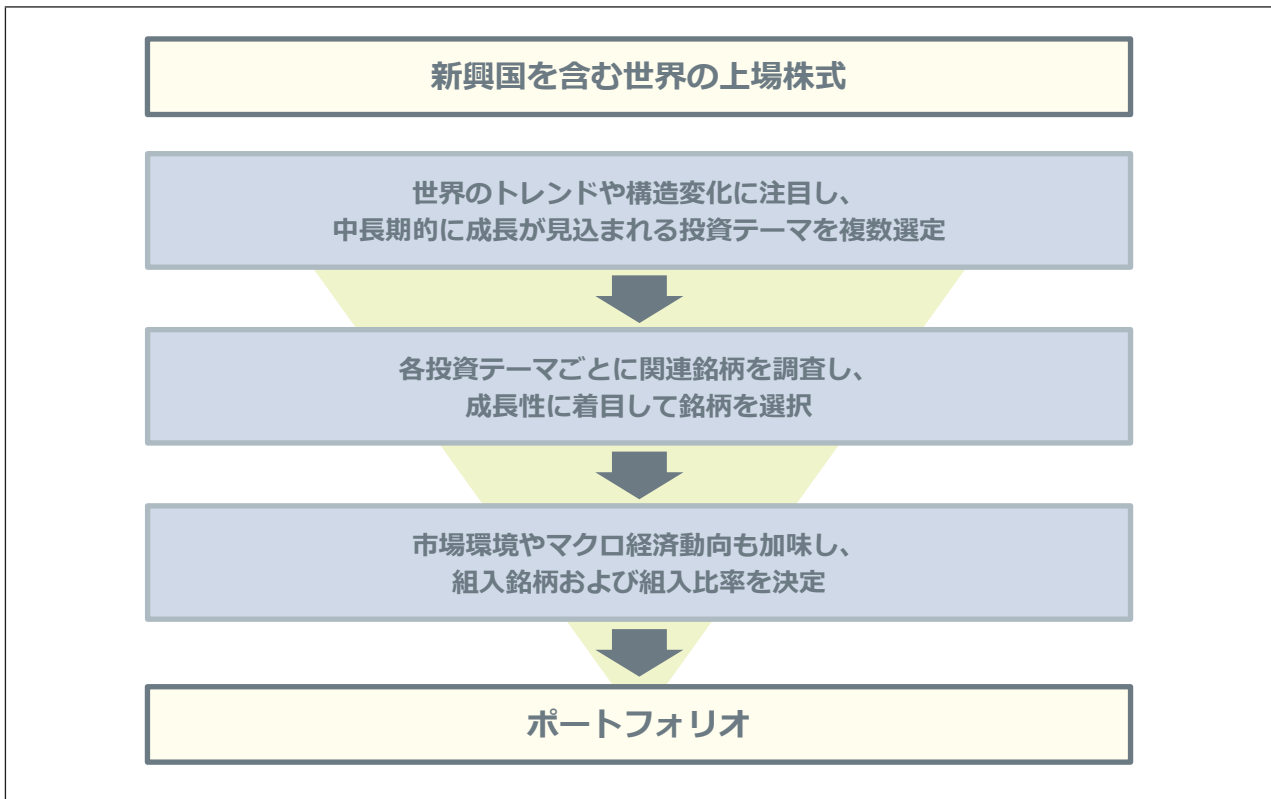 新興国を含む世界の上場株式
世界のトレンドや構造変化に注目し、
中長期的に成長が見込まれる投資テーマを複数選定
各投資テーマごとに関連銘柄を調査し、
成長性に着目して銘柄を選択
市場環境やマクロ経済動向も加味し、
組入銘柄および組入比率を決定
ポートフォリオ